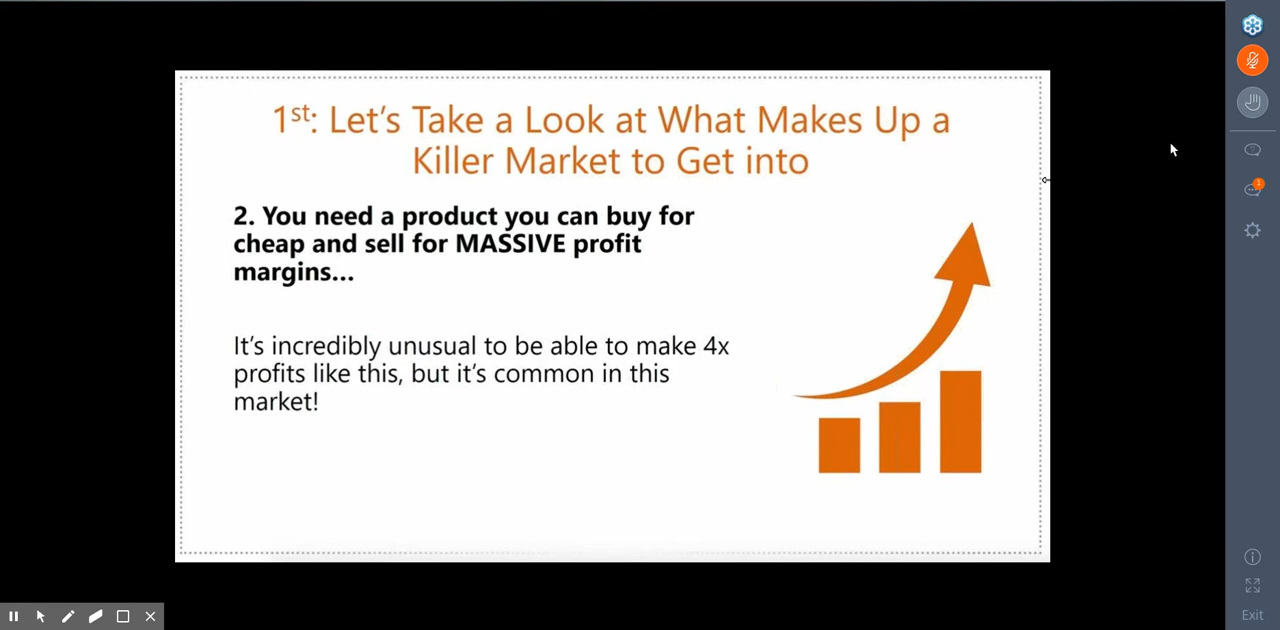 1st: Let's Take a Look at What Makes Up a
Killer Market to Get into
2. You need a product you can buy for
cheap and sell for MASSIVE profit
margins...
It's incredibly unusual to be able to make 4x
profits like this, but it's common in this
market!
1
Exit